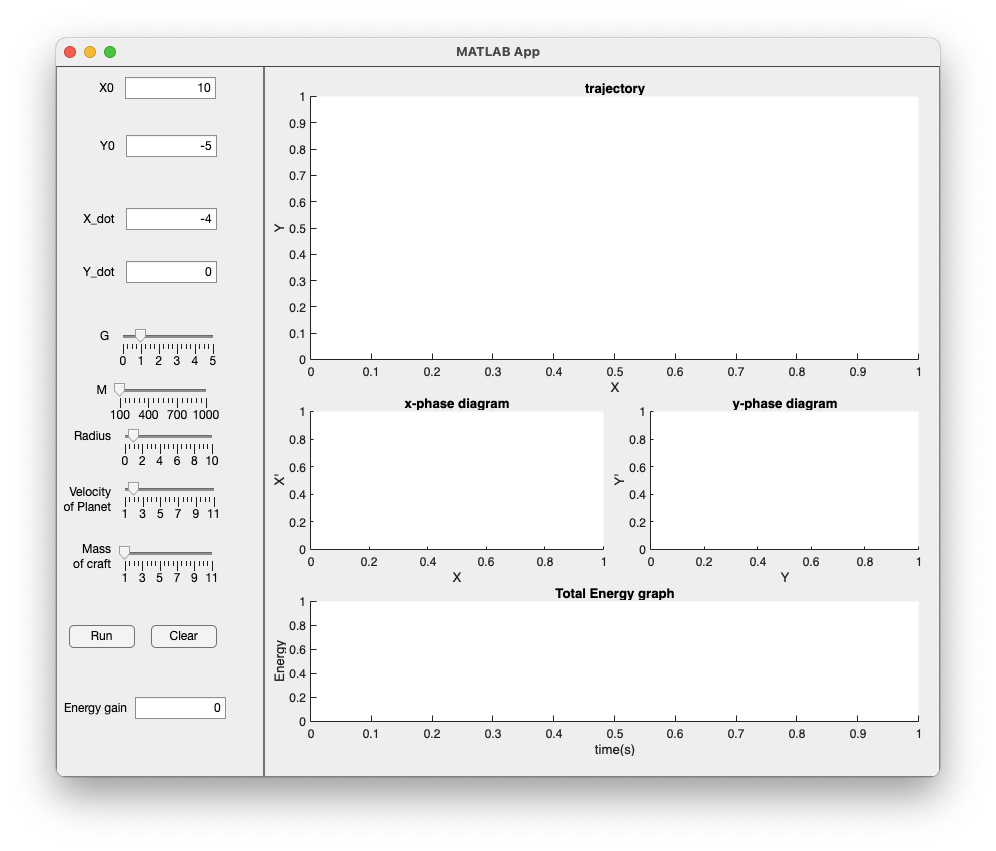 MATLAB App
X0 10
Y0 -5
X_dot -4
Y_dot 0
G
0 1 2 3 4 5
M
100 400 700 1000
Radius
0 2 4 6 8 10
Velocity
of Planet
1 3 5 7 9 11
Mass
of craft
1 3 5 7 9 11
Run Clear
Energy gain 0
trajectory
1
0.9
0.8
0.7
0.6
0.5
0.4
0.3
0.2
0.1
0
Y
0 0.1 0.2 0.3 0.4 0.5 0.6 0.7 0.8 0.9 1
X
x-phase diagram
1
0.8
0.6
0.4
0.2
0
X'
0 0.2 0.4 0.6 0.8 1
X
y-phase diagram
1
0.8
0.6
0.4
0.2
0
Y'
0 0.2 0.4 0.6 0.8 1
Y
Total Energy graph
1
0.8
0.6
0.4
0.2
0
Energy
0 0.1 0.2 0.3 0.4 0.5 0.6 0.7 0.8 0.9 1
time(s)